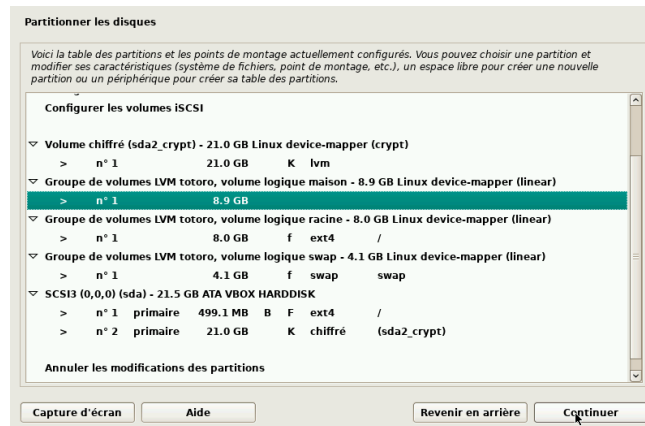 Partitionner les disques
Voici la table des partitions et les points de montage actuellement configurés. Vous pouvez choisir une partition et
modifier ses caractéristiques (système de fichiers, point de montage, etc.), un espace libre pour créer une nouvelle
partition ou un périphérique pour créer sa table des partitions.
Configurer les volumes iSCSI
Volume chiffré (sda2_crypt) - 21.0 GB Linux device-mapper (crypt)
> n° 1 21.0 GB K lvm
Groupe de volumes LVM totoro, volume logique maison - 8.9 GB Linux device-mapper (linear)
> n° 1 8.9 GB
Groupe de volumes LVM totoro, volume logique racine - 8.0 GB Linux device-mapper (linear)
> n° 1 8.0 GB f ext4 /
Groupe de volumes LVM totoro, volume logique swap - 4.1 GB Linux device-mapper (linear)
> n° 1 4.1 GB f swap swap
SCSI3 (0,0,0) (sda) - 21.5 GB ATA VBOX HARDDISK
> n° 1 primaire 499.1 MB B F ext4 /
> n° 2 primaire 21.0 GB K chiffré (sda2_crypt)
Annuler les modifications des partitions
Capture d'écran Aide Revenir en arrière Continuer